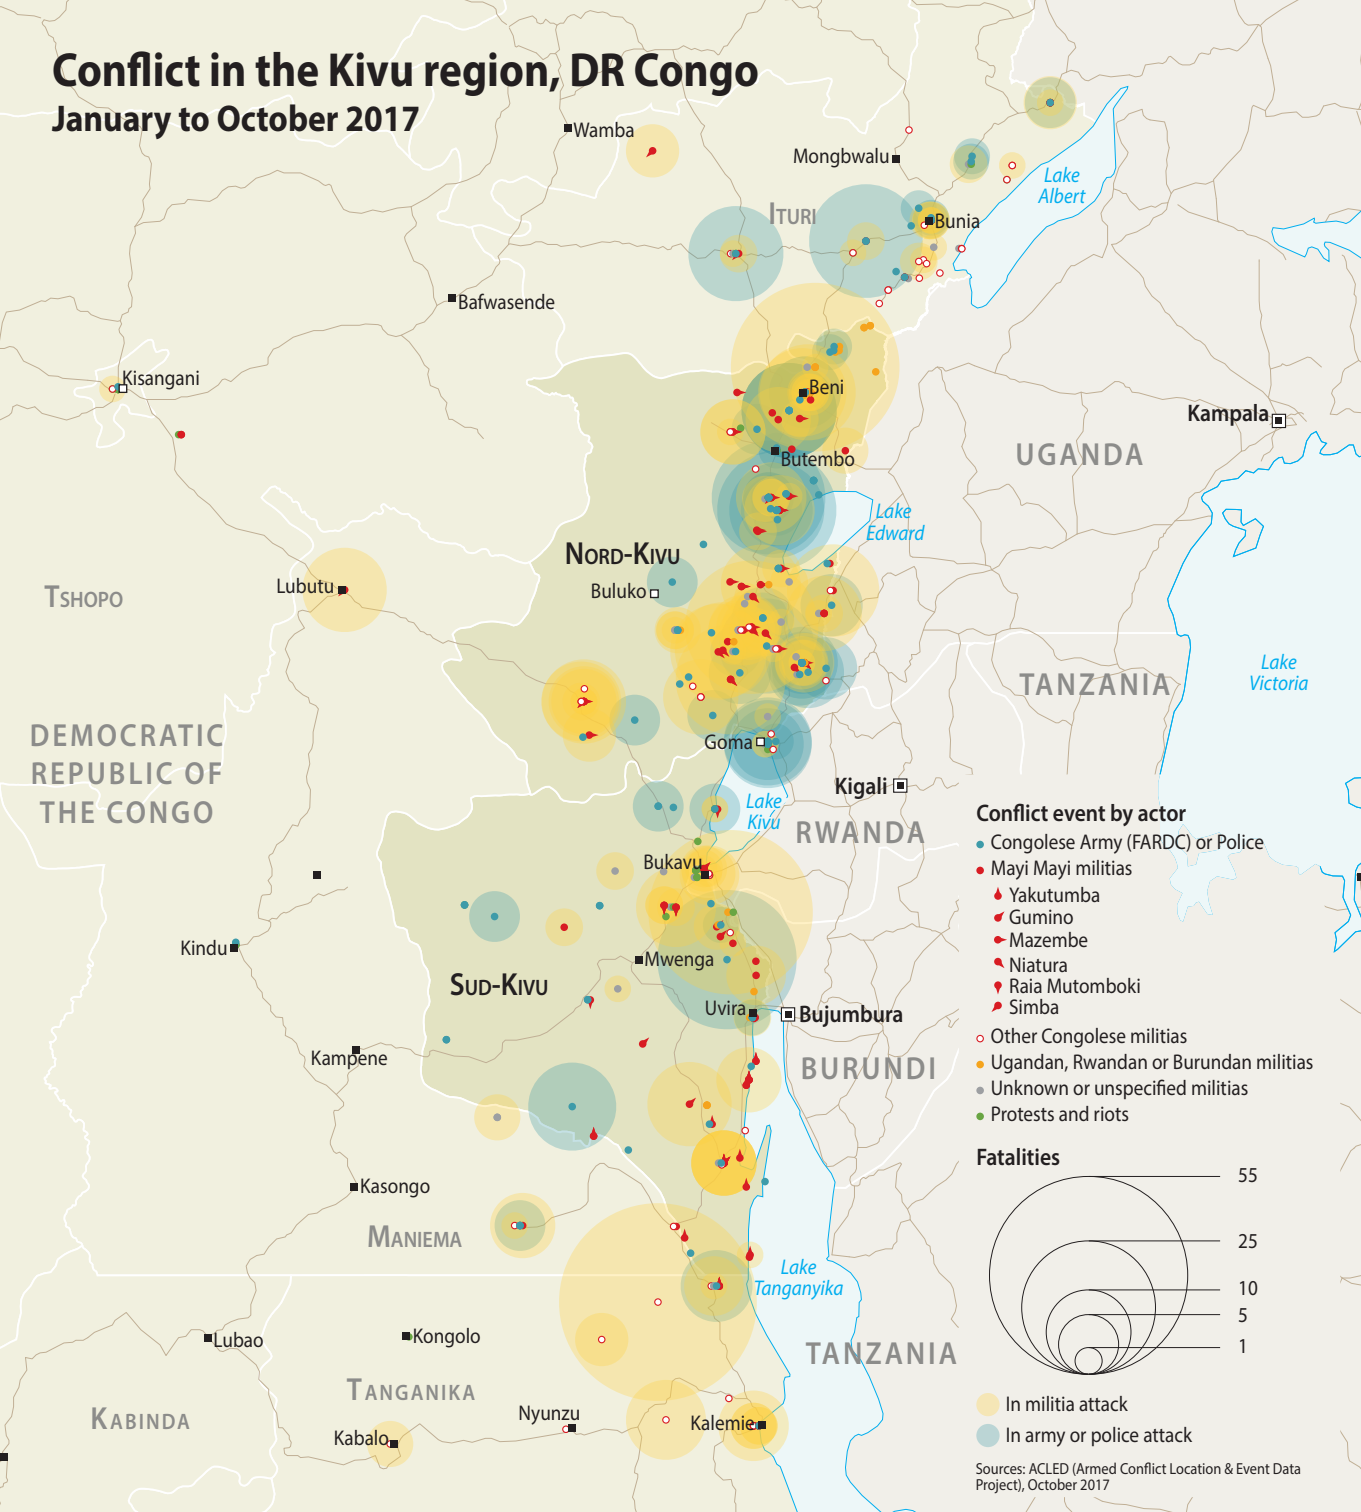 Conflict in the Kivu region, DR Congo
January to October 2017
Wamba
Mongbwalu
Lake
Albert
ITURI
Bunia
Bafwasende
Kisangani
Beni
Kampala
UGANDA
Butembo
Lake
Edward
NORD-KIVU
Buluko
Lubutu
TSHOPO
TANZANIA
Lake
Victoria
DEMOCRATIC
REPUBLIC OF
THE CONGO
Goma
Kigali
Lake
Kivu
RWANDA
Bukavu
Kindu
Mwenga
SUD-KIVU
Uvira
Bujumbura
Kampene
BURUNDI
Kasongo
MANIEMA
Lake
Tanganyika
TANZANIA
Lubao
Kongolo
TANGANIKA
KABINDA
Nyunzu
Kalemie
Kabalo
Conflict event by actor
Congolese Army (FARDC) or Police
Mayi Mayi militias
Yakutumba
Gumino
Mazembe
Niatura
Raia Mutomboki
Simba
Other Congolese militias
Ugandan, Rwandan or Burundan militias
Unknown or unspecified militias
Protests and riots
Fatalities
55
25
10
5
1
In militia attack
In army or police attack
Sources: ACLED (Armed Conflict Location & Event Data
Project), October 2017